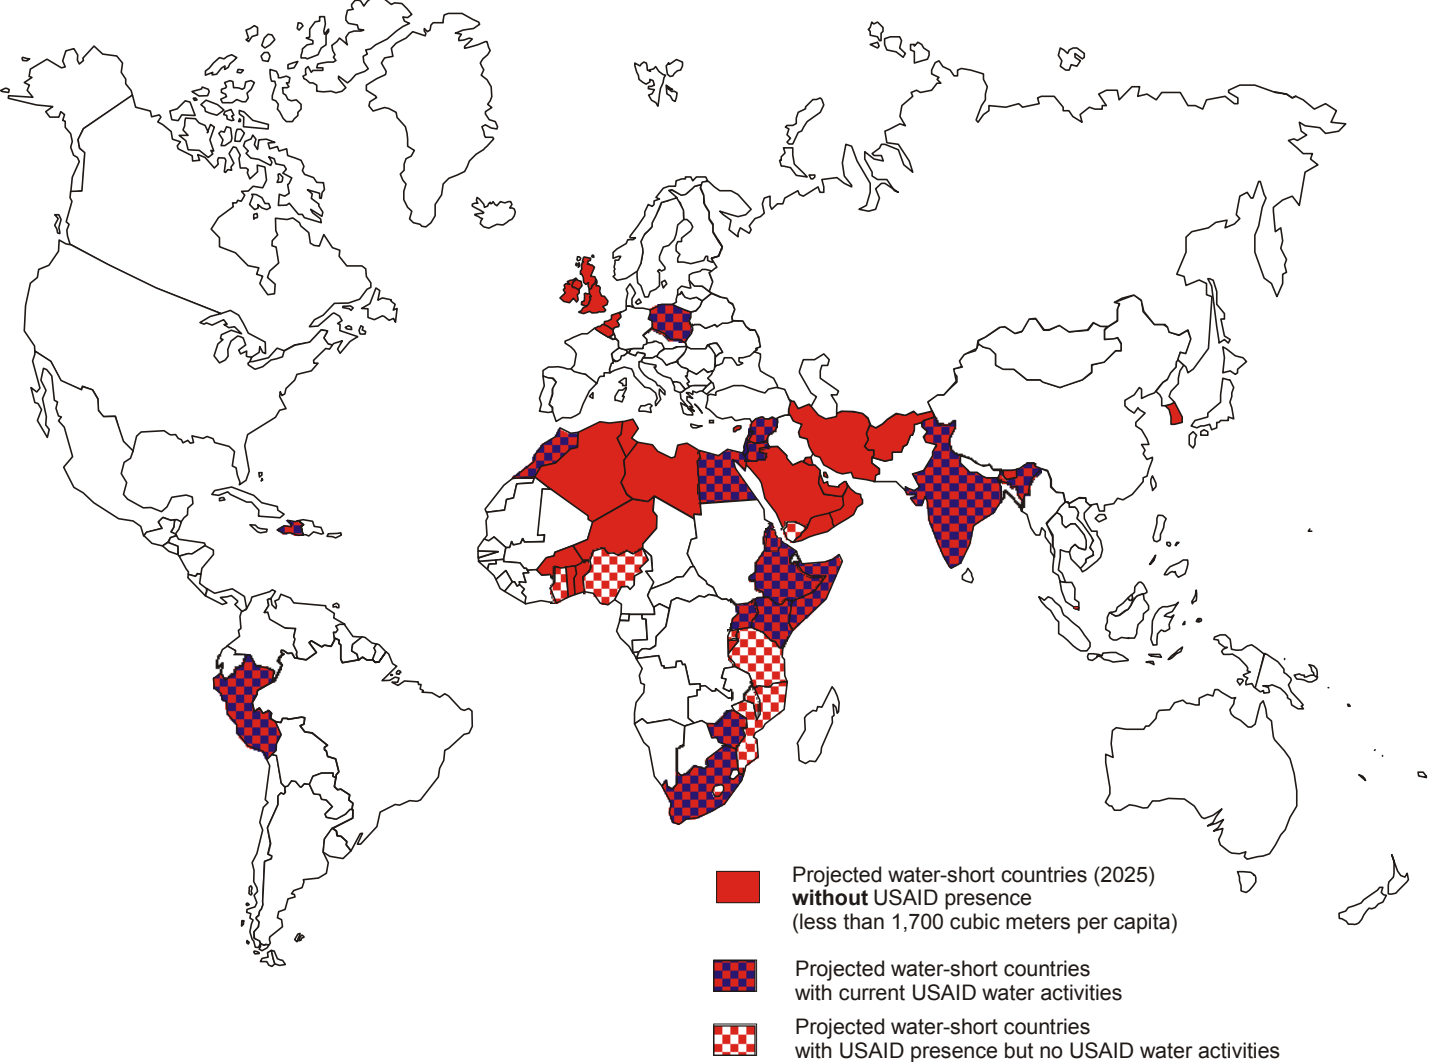 Projected water-short countries (2025)
without USAID presence
(less than 1,700 cubic meters per capita)
Projected water-short countries
with current USAID water activities
Projected water-short countries
with USAID presence but no USAID water activities